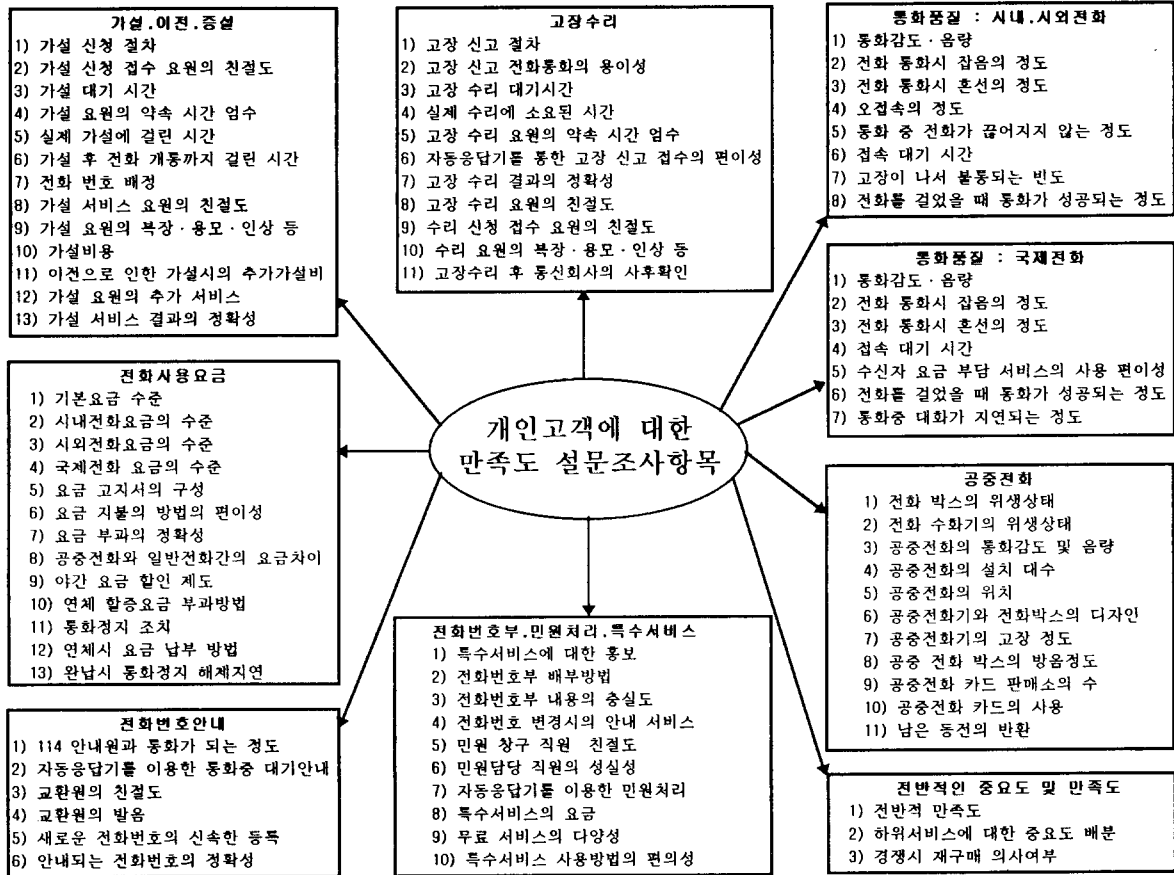 가설.이전.증설
1) 가설 신청 절차
2) 가설 신청 접수 요원의 친절도
3) 가설 대기 시간
4) 가설 요원의 약속 시간 엄수
5) 실제 가설에 걸린 시간
6) 가설 후 전화 개통까지 걸린 시간
7) 전화 번호 배정
8) 가설 서비스 요원의 친절도
9) 가설 요원의 복장·용모·인상 등
10) 가설비용
11) 이전으로 인한 가설시의 추가가설비
12) 가설 요원의 추가 서비스
13) 가설 서비스 결과의 정확성
고장수리
1) 고장 신고 절차
2) 고장 신고 전화통화의 용이성
3) 고장 수리 대기시간
4) 실제 수리에 소요된 시간
5) 고장 수리 요원의 약속 시간 엄수
6) 자동응답기를 통한 고장 신고 접수의 편이성
7) 고장 수리 결과의 정확성
8) 고장 수리 요원의 친절도
9) 수리 신청 접수 요원의 친절도
10) 수리 요원의 복장·용모·인상 등
11) 고장수리 후 통신회사의 사후확인
통화품질 : 시내.시외전화
1) 통화감도·음량
2) 전화 통화시 잡음의 정도
3) 전화 통화시 혼선의 정도
4) 오접속의 정도
5) 통화 중 전화가 끊어지지 않는 정도
6) 접속 대기 시간
7) 고장이 나서 불통되는 빈도
8) 전화를 걸었을 때 통화가 성공되는 정도
통화품질 : 국제전화
1) 통화감도·음량
2) 전화 통화시 잡음의 정도
3) 전화 통화시 혼선의 정도
4) 접속 대기 시간
5) 수신자 요금 부담 서비스의 사용 편이성
6) 전화를 걸었을 때 통화가 성공되는 정도
7) 통화중 대화가 지연되는 정도
전화사용요금
1) 기본요금 수준
2) 시내전화요금의 수준
3) 시외전화요금의 수준
4) 국제전화 요금의 수준
5) 요금 고지서의 구성
6) 요금 지불의 방법의 편이성
7) 요금 부과의 정확성
8) 공중전화와 일반전화간의 요금차이
9) 야간 요금 할인 제도
10) 연체 할증요금 부과방법
11) 통화정지 조치
12) 연체시 요금 납부 방법
13) 완납시 통화정지 해제지연
개인고객에 대한
만족도 설문조사항목
공중전화
1) 전화 박스의 위생상태
2) 전화 수화기의 위생상태
3) 공중전화의 통화감도 및 음량
4) 공중전화의 설치 대수
5) 공중전화의 위치
6) 공중전화기와 전화박스의 디자인
7) 공중전화기의 고장 정도
8) 공중 전화 박스의 방음정도
9) 공중전화 카드 판매소의 수
10) 공중전화 카드의 사용
11) 남은 동전의 반환
전화번호안내
1) 114 안내원과 통화가 되는 정도
2) 자동응답기를 이용한 통화중 대기안내
3) 교환원의 친절도
4) 교환원의 발음
5) 새로운 전화번호의 신속한 등록
6) 안내되는 전화번호의 정확성
전화번호부.민원처리.특수서비스
1) 특수서비스에 대한 홍보
2) 전화번호부 배부방법
3) 전화번호부 내용의 충실도
4) 전화번호 변경시의 안내 서비스
5) 민원 창구 직원 친절도
6) 민원담당 직원의 성실성
7) 자동응답기를 이용한 민원처리
8) 특수서비스의 요금
9) 무료 서비스의 다양성
10) 특수서비스 사용방법의 편의성
전반적인 중요도 및 만족도
1) 전반적 만족도
2) 하위서비스에 대한 중요도 배분
3) 경쟁시 재구매 의사여부